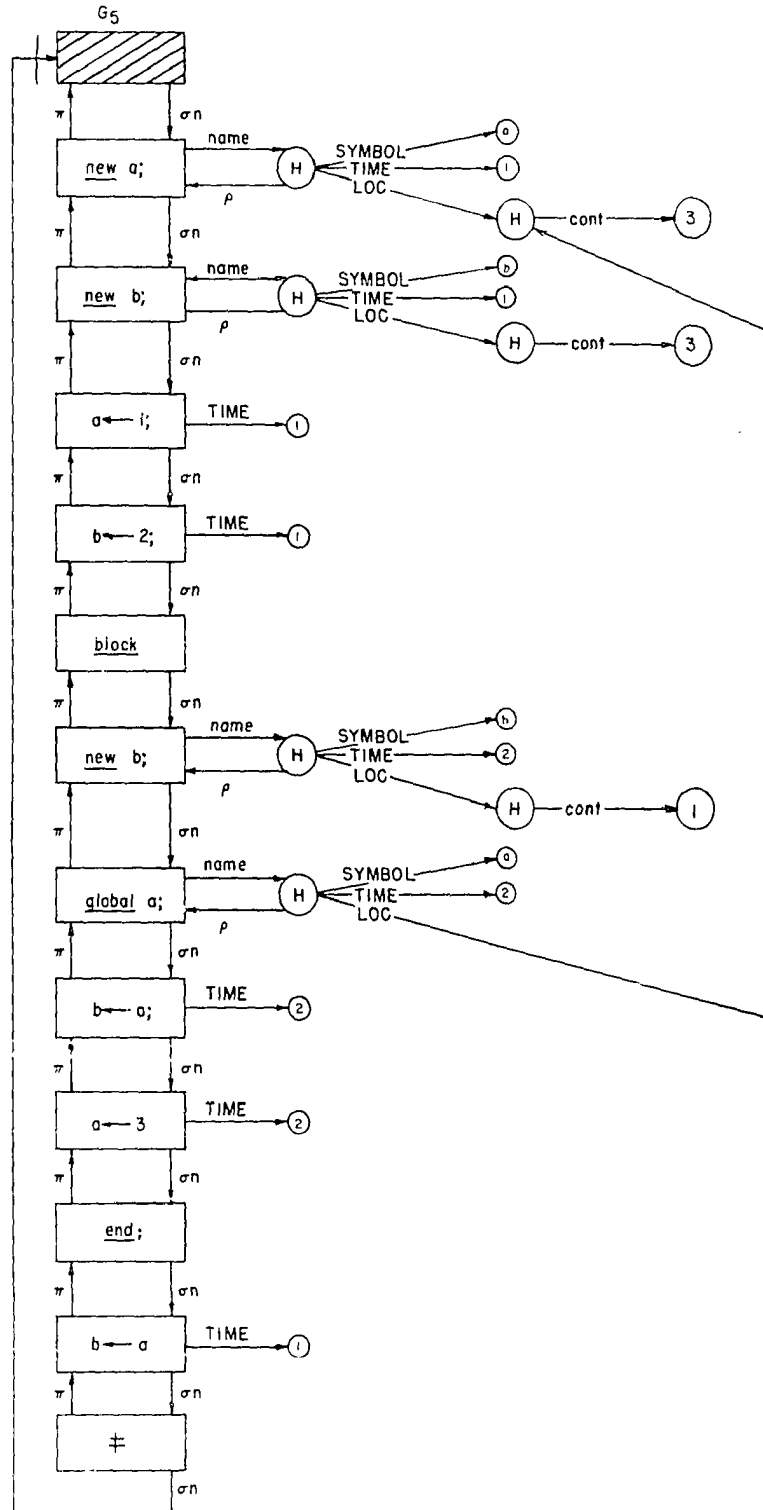 G5
π σn
name
new a; H SYMBOL a
TIME 1
ρ LOC
H cont 3
π σn
name
new b; H SYMBOL b
TIME 1
ρ LOC
H cont 3
π σn
a ← 1; TIME 1
π σn
b ← 2; TIME 1
π σn
block
π σn
name
new b; H SYMBOL b
TIME 2
ρ LOC
H cont 1
π σn
name
global a; H SYMBOL a
TIME 2
ρ LOC
π σn
b ← a; TIME 2
π σn
a ← 3 TIME 2
π σn
end;
π σn
b ← a TIME 1
π σn
‡
σn